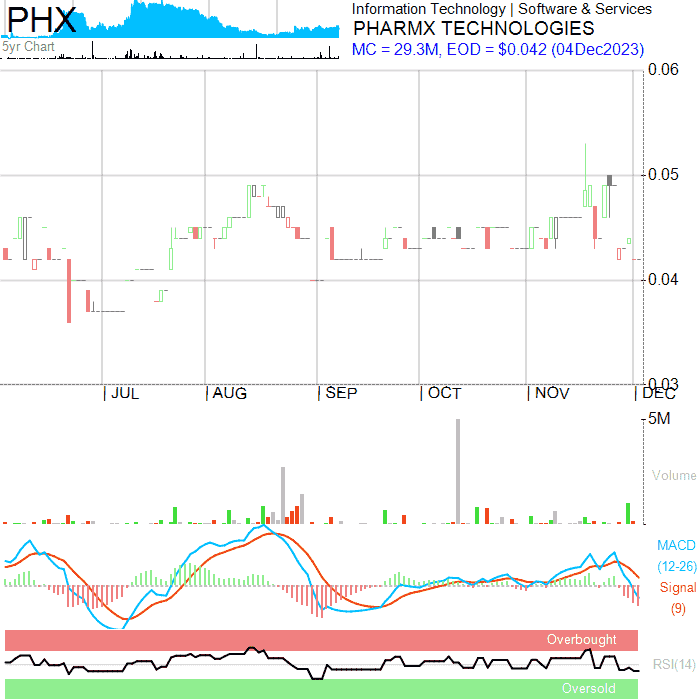 PHX
5yr Chart
Information Technology | Software & Services
PHARMX TECHNOLOGIES
MC = 29.3M, EOD = $0.042 (04Dec2023)
0.06
0.05
0.04
0.03
JUL
AUG
SEP
OCT
NOV
DEC
5M
Volume
MACD
(12-26)
Signal
(9)
Overbought
RSI(14)
Oversold